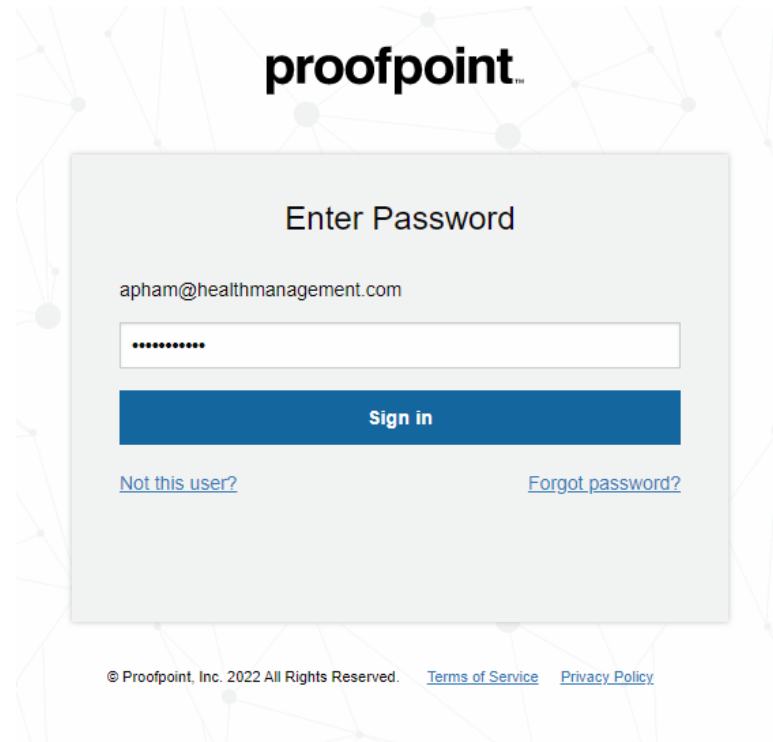 proofpoint™
Enter Password
apham@healthmanagement.com
•••••••••••
Sign in
Not this user? Forgot password?
© Proofpoint, Inc. 2022 All Rights Reserved. Terms of Service Privacy Policy